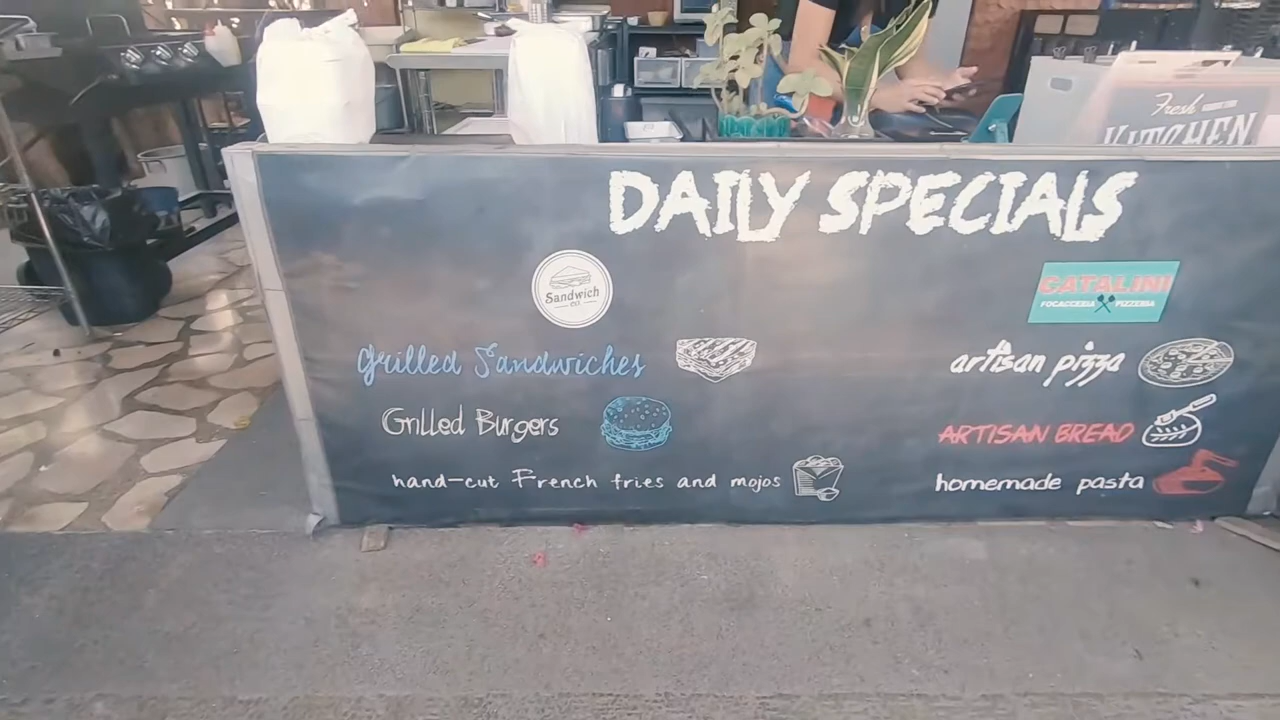 Fresh
KITCHEN
DAILY SPECIALS
Sandwich
co.
Grilled Sandwiches
Grilled Burgers
hand-cut French fries and mojos
CATALINI
FOCACCERIA PIZZERIA
artisan pizza
ARTISAN BREAD
homemade pasta